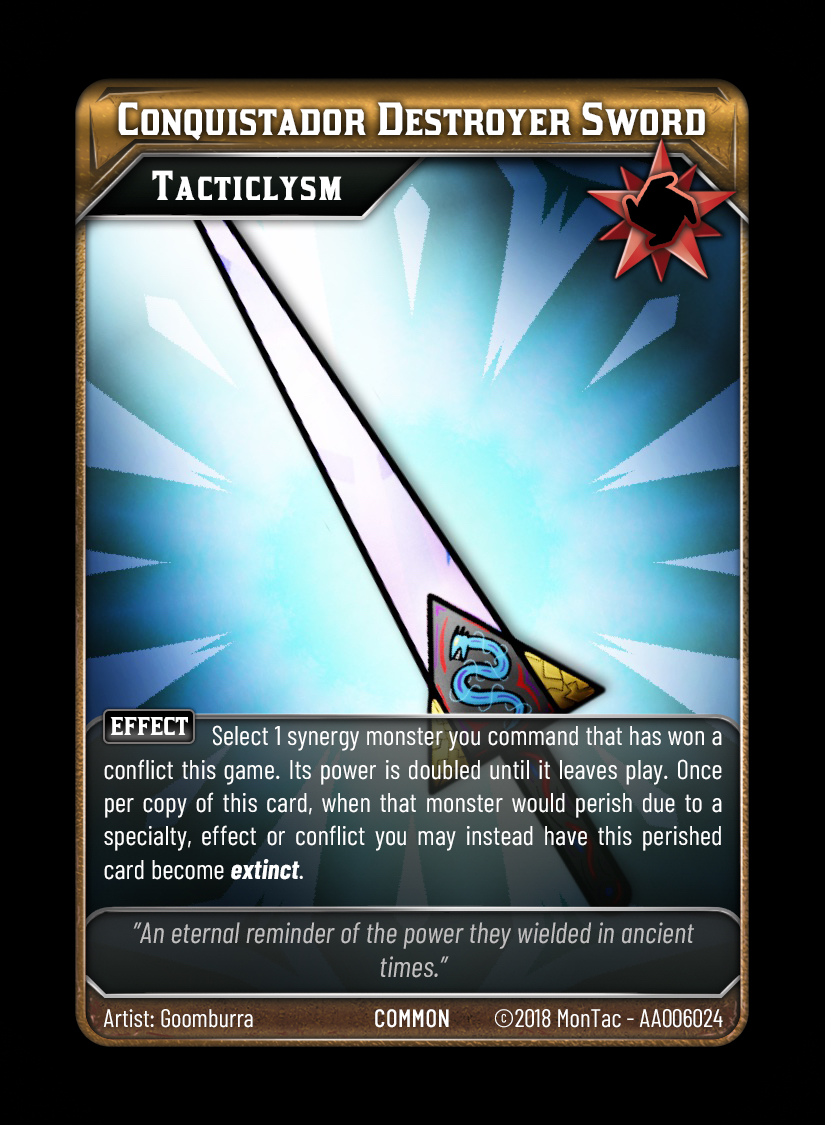 Conquistador Destroyer Sword
Tacticlysm
EFFECT Select 1 synergy monster you command that has won a
conflict this game. Its power is doubled until it leaves play. Once
per copy of this card, when that monster would perish due to a
specialty, effect or conflict you may instead have this perished
card become extinct.
"An eternal reminder of the power they wielded in ancient
times."
Artist: Goomburra COMMON ©2018 MonTac - AA006024